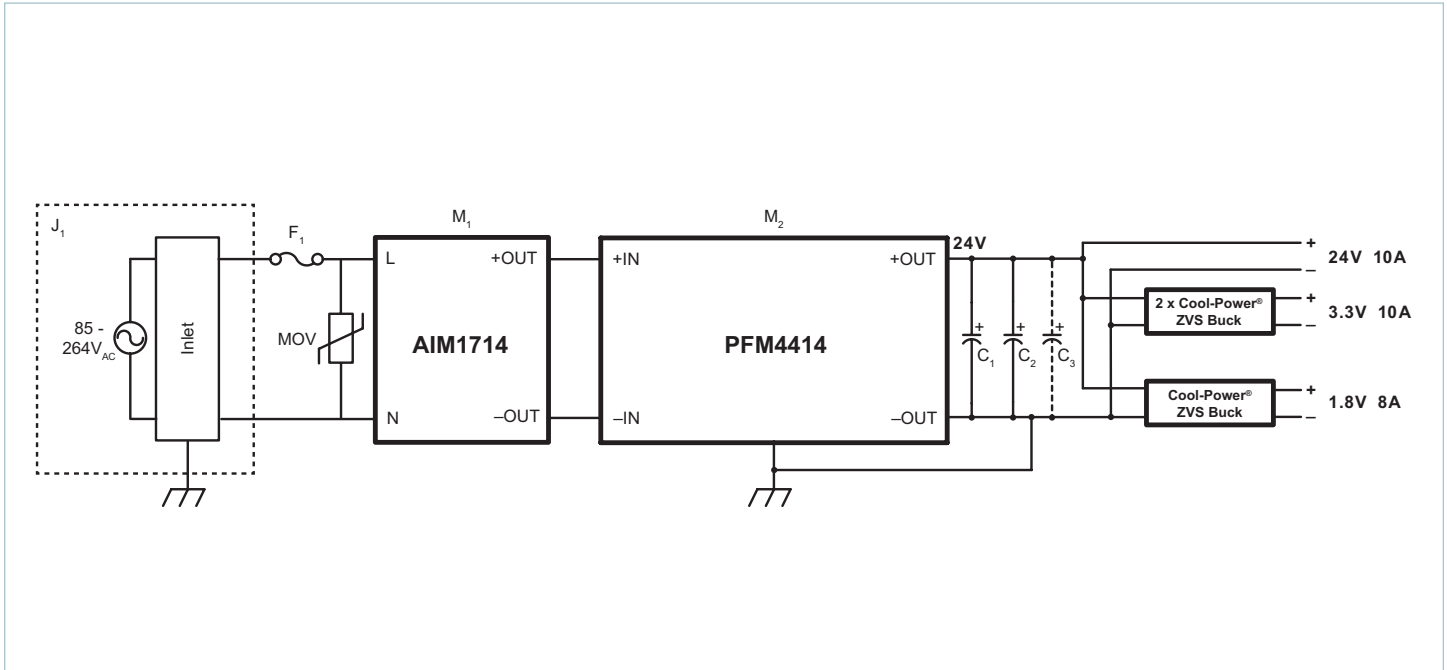 J1
F1
M1
M2
L
+OUT
+IN
+OUT
24V
+
24V 10A
–
85 -
264VAC
Inlet
MOV
AIM1714
PFM4414
+
C1
+
C2
+
C3
2 x Cool-Power®
ZVS Buck
+
3.3V 10A
–
N
–OUT
–IN
–OUT
Cool-Power®
ZVS Buck
+
1.8V 8A
–